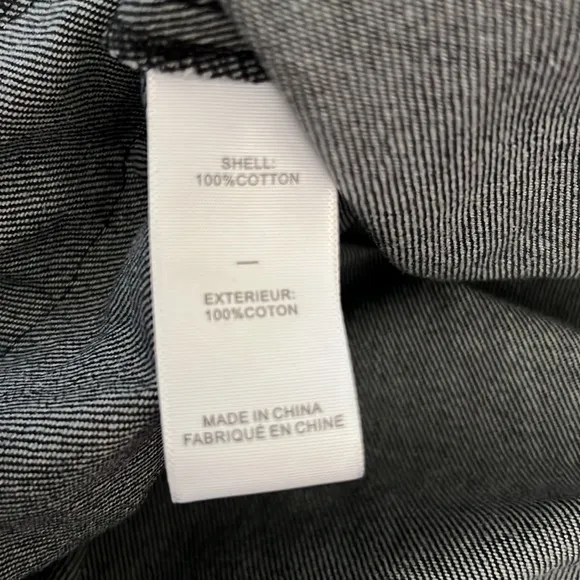 SHELL:
100%COTTON
—
EXTERIEUR:
100%COTON
MADE IN CHINA
FABRIQUÉ EN CHINE